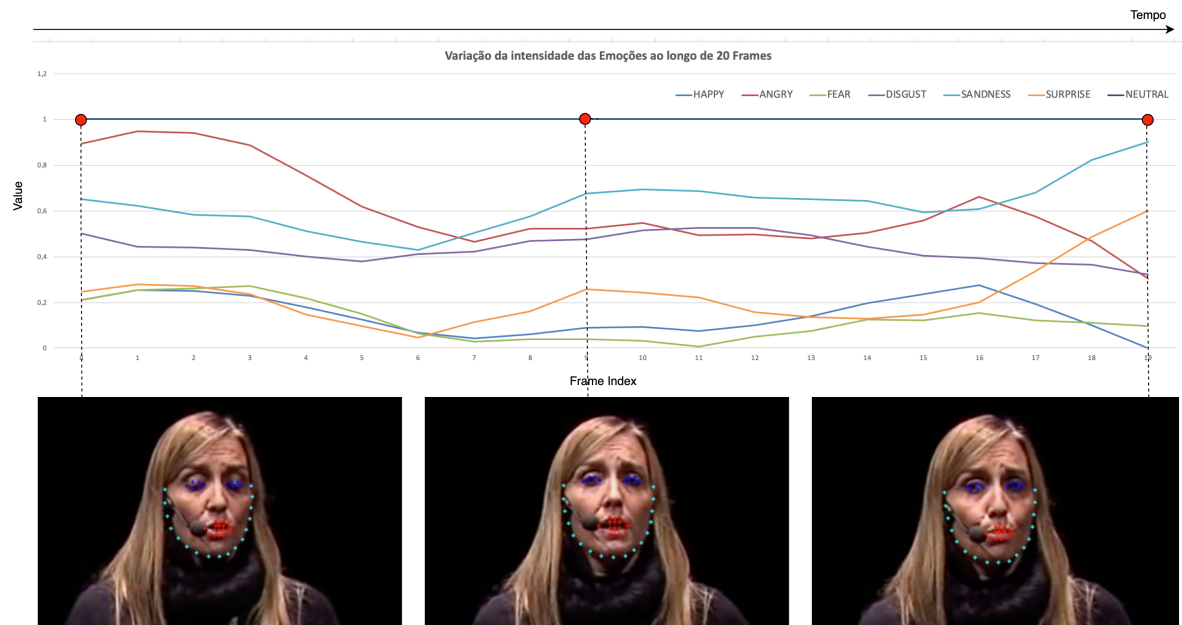 Tempo
Variação da intensidade das Emoções ao longo de 20 Frames
1,2
HAPPY ANGRY FEAR DISGUST SANDNESS SURPRISE NEUTRAL
1
0,8
Value
0,6
0,4
0,2
0
0 1 2 3 4 5 6 7 8 9 10 11 12 13 14 15 16 17 18 19
Frame Index